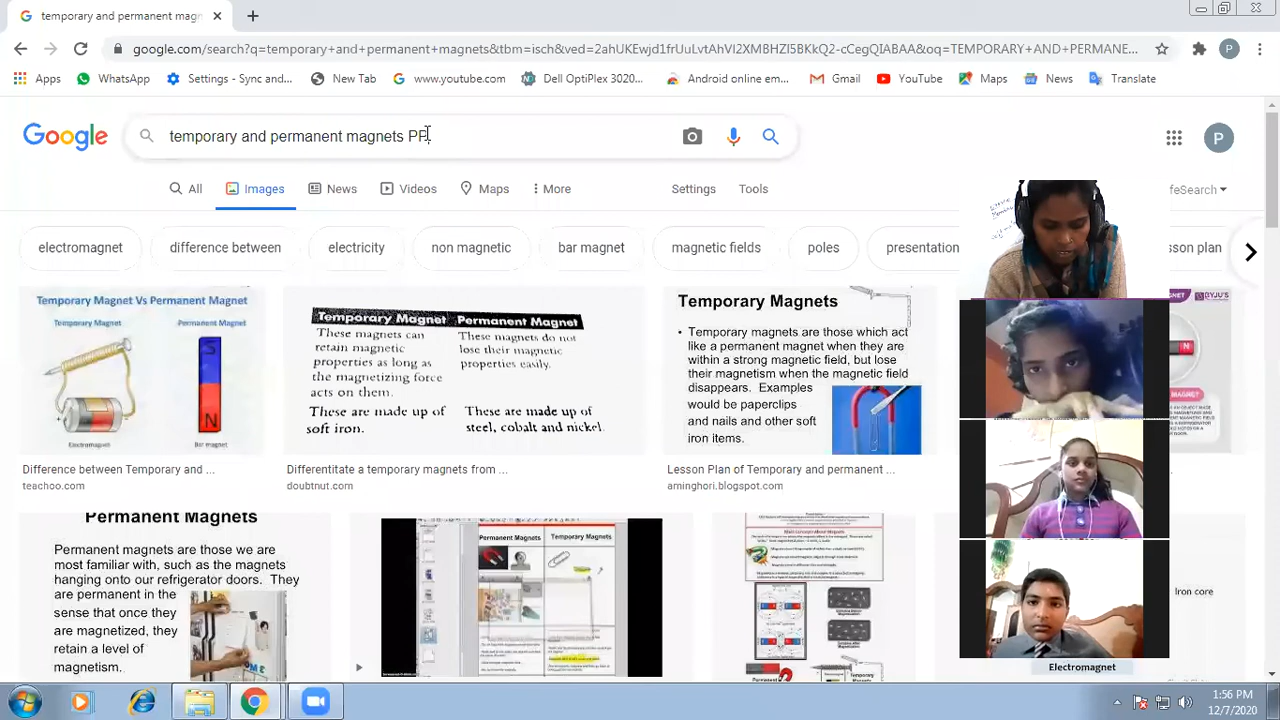 temporary and permanent magn
google.com/search?q=temporary+and+permanent+magnets&tbm=isch&ved=2ahUKEwjd1frUuLvtAhVI2XMBHZI5BkkQ2-cCegQIABAA&oq=TEMPORARY+AND+PERMANE...
Apps
WhatsApp
Settings - Sync and...
New Tab
www.youtube.com
Dell OptiPlex 3020...
Android online em...
Gmail
YouTube
Maps
News
Translate
Google
temporary and permanent magnets PP
P
P
All
Images
News
Videos
Maps
More
Settings
Tools
feSearch
electromagnet
difference between
electricity
non magnetic
bar magnet
magnetic fields
poles
presentation
sson plan
Temporary Magnet Vs Permanent Magnet
Temporary Magnet
Permanent Magnet
S
N
Electromagnet
Bar magnet
Difference between Temporary and ...
teachoo.com
Temporary Magnet
Permanent Magnet
These magnets can
retain magnetic
properties as long as
the magnetizing force
acts on them.
These are made up of
soft iron.
These magnets do not
lose their magnetic
properties easily.
These are made up of
cobalt and nickel
Differentiate a temporary magnets from ...
doubtnut.com
Temporary Magnets
• Temporary magnets are those which act
like a permanent magnet when they are
within a strong magnetic field, but lose
their magnetism when the magnetic field
disappears. Examples
would be paperclips
and nails and other soft
iron items.
Lesson Plan of Temporary and permanent ...
aminghori.blogspot.com
BYJU'S
Permanent Magnets
Permanent magnets are those we are
most familiar with, such as the magnets
hanging refrigerator doors. They
are permanent in the
sense that once they
are magnetized, they
retain a level of
magnetism.
Permanent Magnets
Temporary Magnets
Iron core
Electromagnet
1:56 PM
12/7/2020